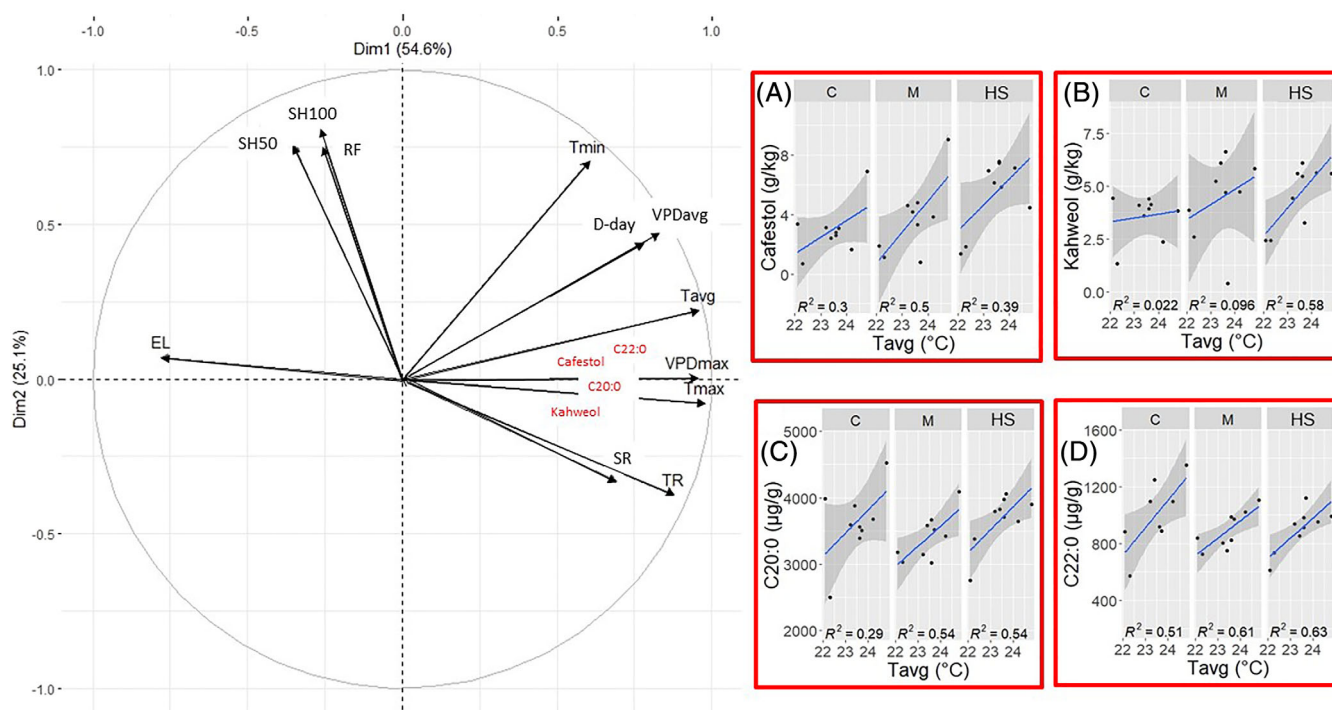 -1.0 -0.5 0.0 0.5 1.0
Dim1 (54.6%)
1.0
0.5
0.0
-0.5
-1.0
Dim2 (25.1%)
SH100
SH50
RF
Tmin
D-day
VPDavg
Tavg
EL
C22:0
Cafestol
VPDmax
C20:0
Tmax
Kahweol
SR
TR
(A)
C M HS
Cafestol (g/kg)
8
4
0
R² = 0.3 R² = 0.5 R² = 0.39
22 23 24 22 23 24 22 23 24
Tavg (°C)
(B)
C M HS
Kahweol (g/kg)
7.5
5.0
2.5
0.0
R² = 0.022 R² = 0.096 R² = 0.58
22 23 24 22 23 24 22 23 24
Tavg (°C)
(C)
C M HS
C20:0 (µg/g)
5000
4000
3000
2000
R² = 0.29 R² = 0.54 R² = 0.54
22 23 24 22 23 24 22 23 24
Tavg (°C)
(D)
C M HS
C22:0 (µg/g)
1600
1200
800
400
R² = 0.51 R² = 0.61 R² = 0.63
22 23 24 22 23 24 22 23 24
Tavg (°C)